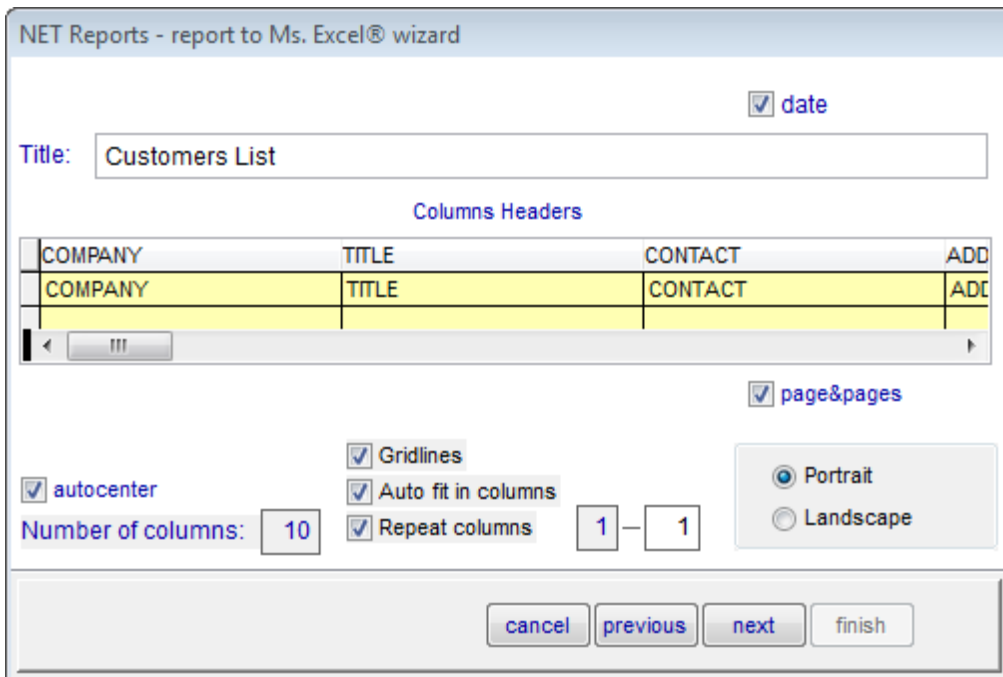 NET Reports - report to Ms. Excel® wizard
date
Title: Customers List
Columns Headers
COMPANY TITLE CONTACT ADD
COMPANY TITLE CONTACT ADD
page&pages
Gridlines
Portrait
autocenter Auto fit in columns
Landscape
Number of columns: 10 Repeat columns 1 — 1
cancel previous next finish